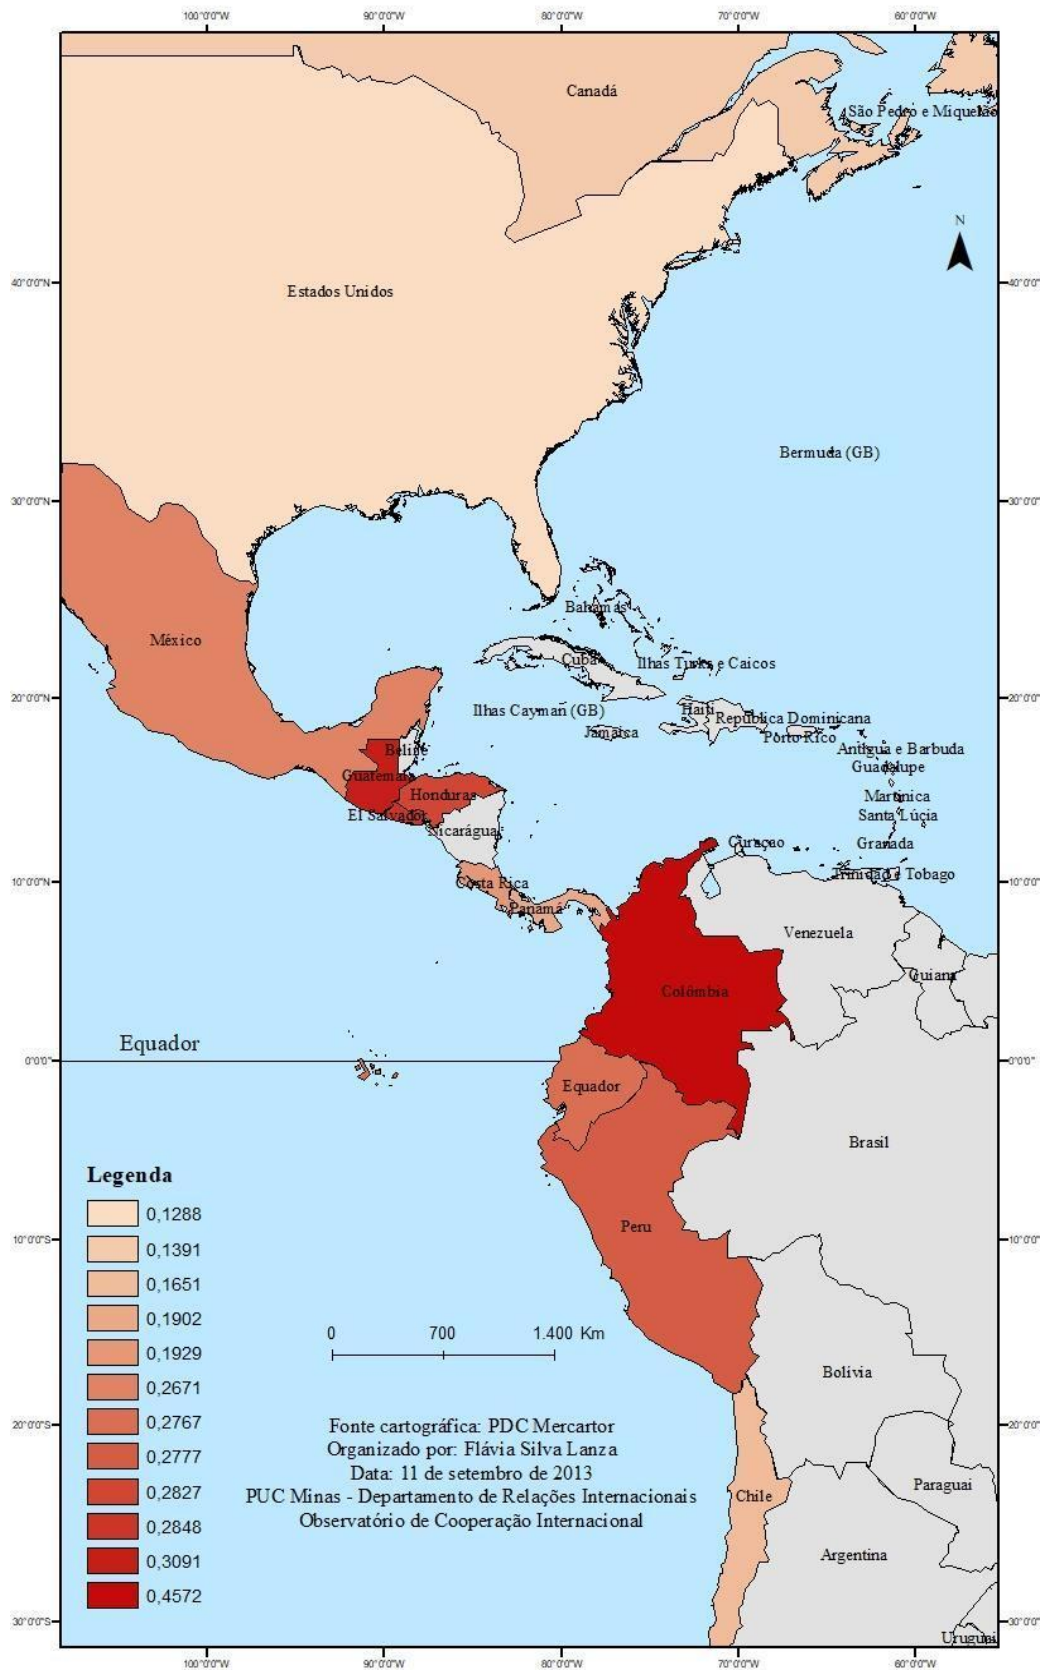 100°0'0"W 90°0'0"W 80°0'0"W 70°0'0"W 60°0'0"W
Canadá
São Pedro e Miquelão
N
40°0'0"N
40°0'0"
Estados Unidos
Bermuda (GB)
30°0'0"N
30°0'0"
Bahamas
México
Cuba
Ilhas Turks e Caicos
20°0'0"N
20°0'0"
Ilhas Cayman (GB)
Haiti
República Dominicana
Jamaica
Porto Rico
Antígua e Barbuda
Belize
Guadalupe
Guatemala
Honduras
Martinica
El Salvador
Santa Lúcia
Nicarágua
Curaçao
Granada
Trinidad e Tobago
10°0'0"N
10°0'0"
Costa Rica
Panamá
Venezuela
Guiana
Colômbia
Equador
0°0'0"
0°0'0"
Equador
Brasil
Peru
10°0'0"S
10°0'0"
Bolívia
20°0'0"S
20°0'0"
Paraguai
Chile
Argentina
30°0'0"S
30°0'0"
Uruguai
Legenda
0,1288
0,1391
0,1651
0,1902
0,1929
0,2671
0,2767
0,2777
0,2827
0,2848
0,3091
0,4572
0 700 1.400 Km
Fonte cartográfica: PDC Mercartor
Organizado por: Flávia Silva Lanza
Data: 11 de setembro de 2013
PUC Minas - Departamento de Relações Internacionais
Observatório de Cooperação Internacional
100°0'0"W 90°0'0"W 80°0'0"W 70°0'0"W 60°0'0"W